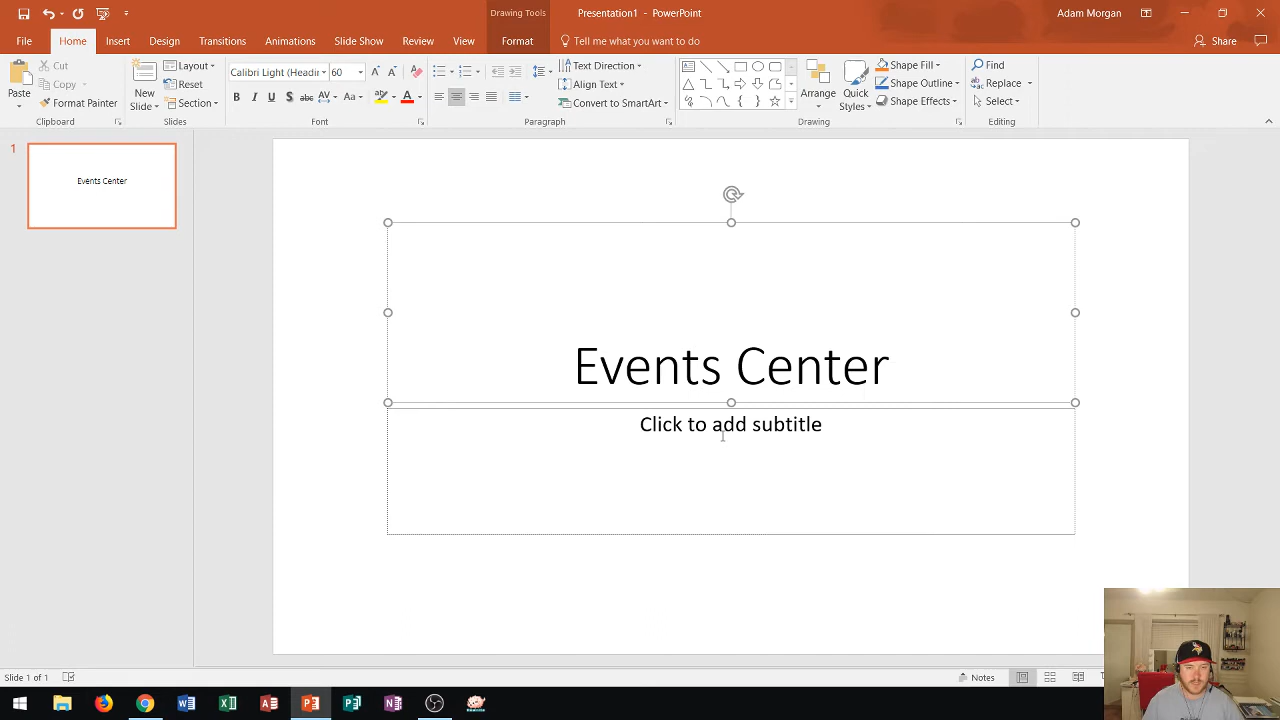 Drawing Tools
Presentation1 - PowerPoint
Adam Morgan
File
Home
Insert
Design
Transitions
Animations
Slide Show
Review
View
Format
Tell me what you want to do
Share
Paste
Cut
Copy
Format Painter
Clipboard
New Slide
Layout
Reset
Section
Slides
Calibri Light (Headir
60
Font
Text Direction
Align Text
Convert to SmartArt
Paragraph
Arrange
Quick Styles
Shape Fill
Shape Outline
Shape Effects
Drawing
Find
Replace
Select
Editing
1
Events Center
Events Center
Click to add subtitle
Slide 1 of 1
Notes